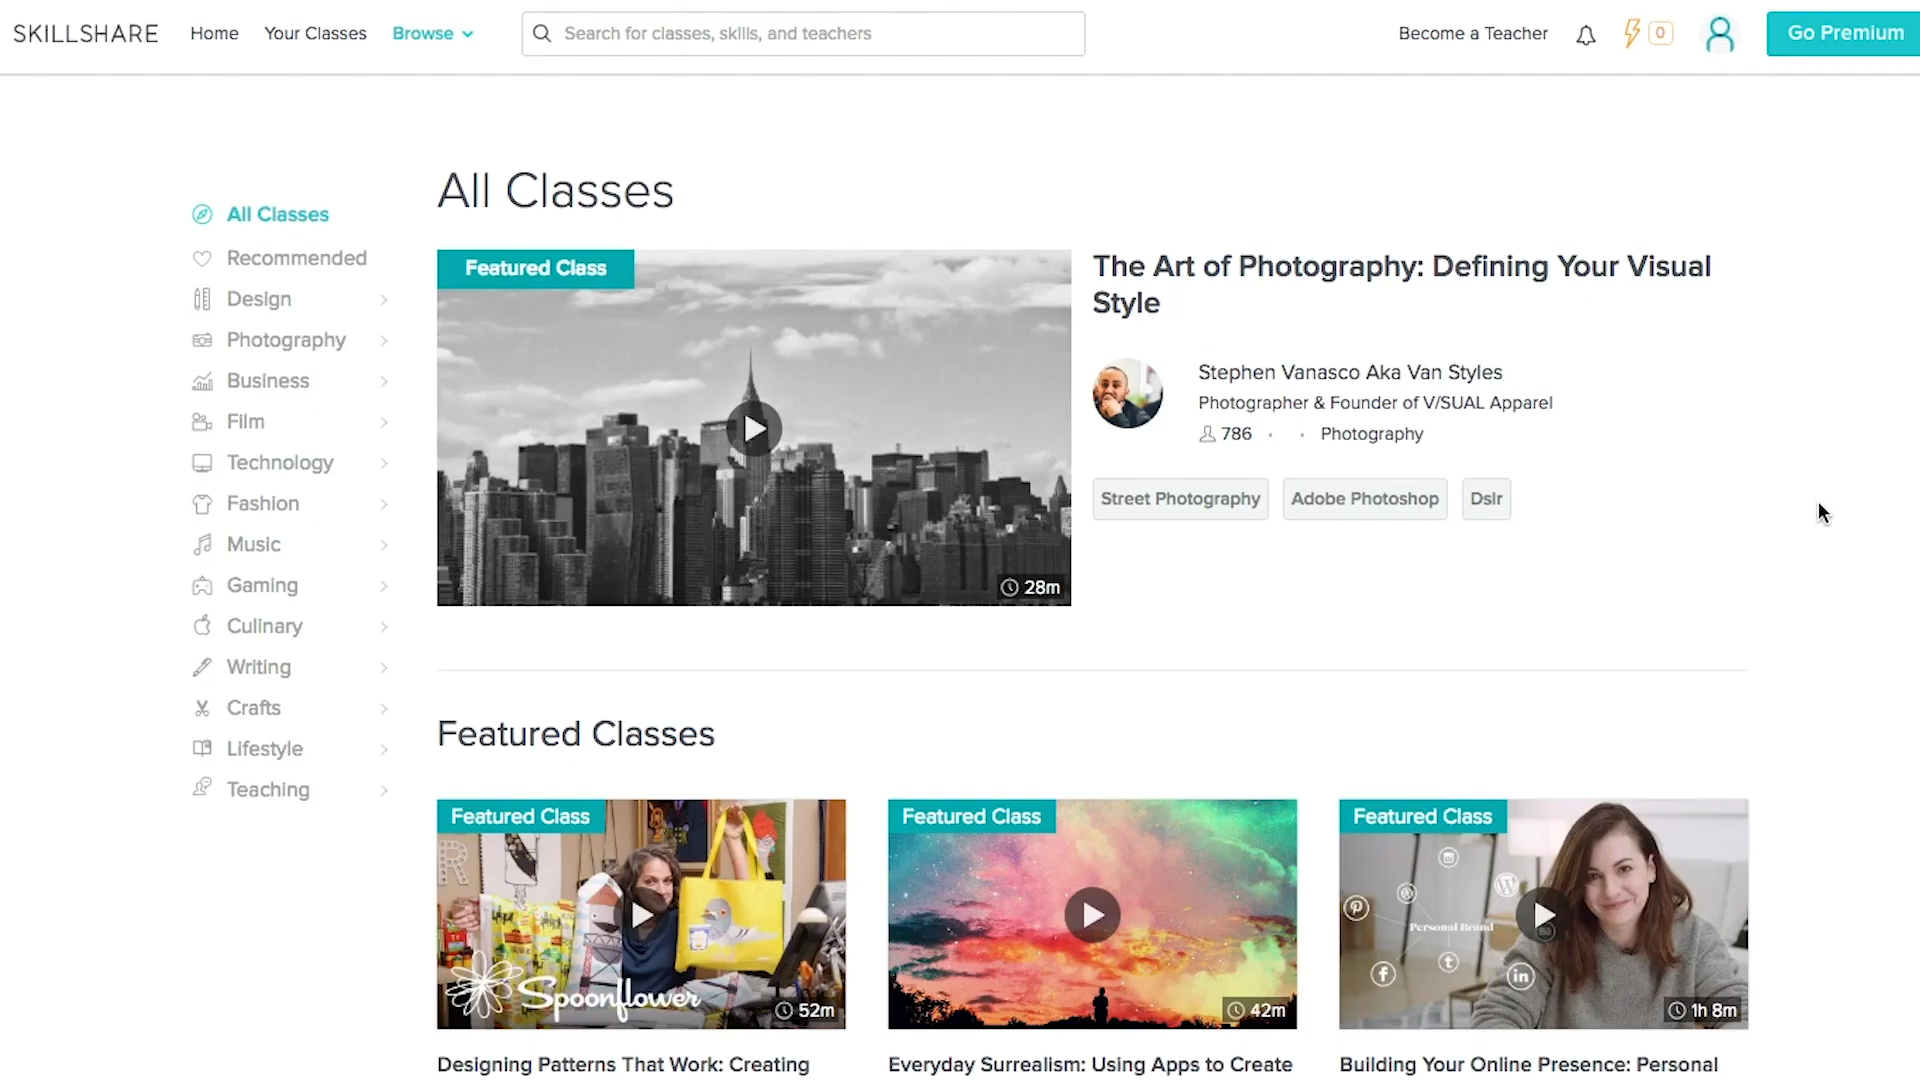 SKILLSHARE Home Your Classes Browse Search for classes, skills, and teachers Become a Teacher 0 Go Premium
All Classes
All Classes
Recommended
Design
Photography
Business
Film
Technology
Fashion
Music
Gaming
Culinary
Writing
Crafts
Lifestyle
Teaching
Featured Class
28m
The Art of Photography: Defining Your Visual
Style
Stephen Vanasco Aka Van Styles
Photographer & Founder of V/SUAL Apparel
786 · · Photography
Street Photography Adobe Photoshop Dslr
Featured Classes
Featured Class
R
Spoonflower
52m
Designing Patterns That Work: Creating
Featured Class
42m
Everyday Surrealism: Using Apps to Create
Featured Class
Personal Brand
Bē
1h 8m
Building Your Online Presence: Personal